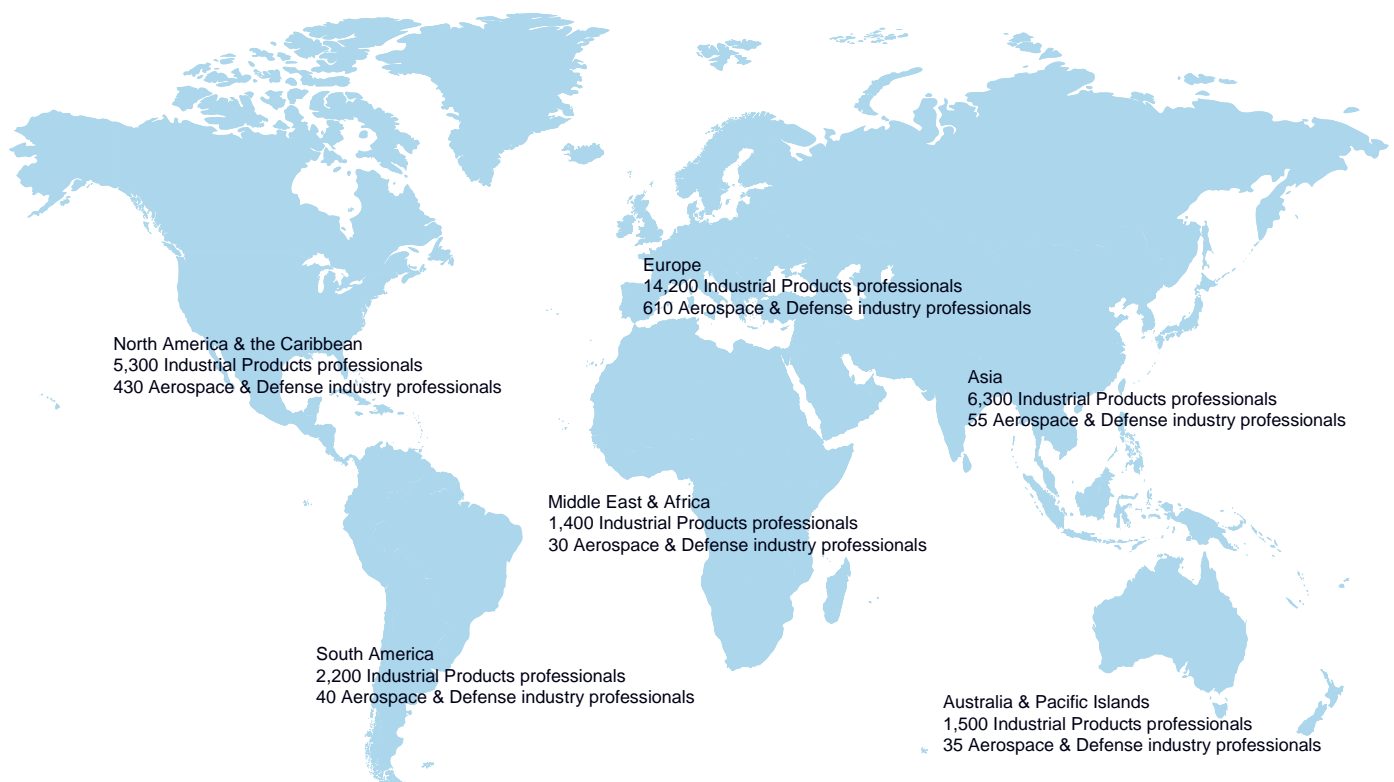 Europe
14,200 Industrial Products professionals
610 Aerospace & Defense industry professionals
North America & the Caribbean
5,300 Industrial Products professionals
430 Aerospace & Defense industry professionals
Asia
6,300 Industrial Products professionals
55 Aerospace & Defense industry professionals
Middle East & Africa
1,400 Industrial Products professionals
30 Aerospace & Defense industry professionals
South America
2,200 Industrial Products professionals
40 Aerospace & Defense industry professionals
Australia & Pacific Islands
1,500 Industrial Products professionals
35 Aerospace & Defense industry professionals